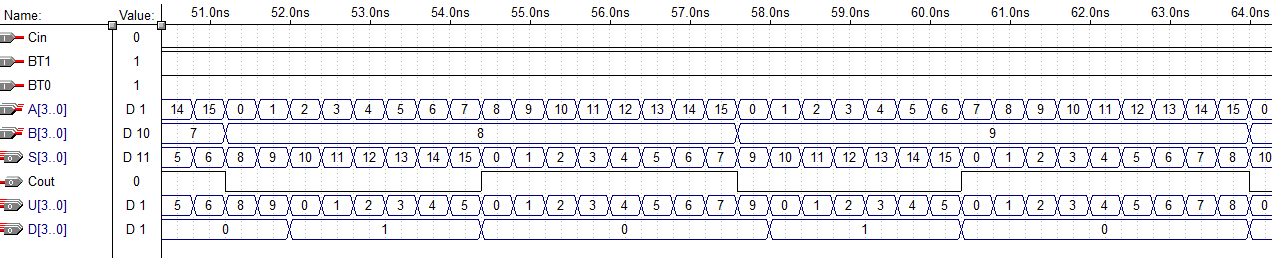 Name: Value: 51.0ns 52.0ns 53.0ns 54.0ns 55.0ns 56.0ns 57.0ns 58.0ns 59.0ns 60.0ns 61.0ns 62.0ns 63.0ns 64.0ns
Cin 0
BT1 1
BT0 1
A[3..0] D 1 14 15 0 1 2 3 4 5 6 7 8 9 10 11 12 13 14 15 0 1 2 3 4 5 6 7 8 9 10 11 12 13 14 15 0
B[3..0] D 10 7 8 9
S[3..0] D 11 5 6 8 9 10 11 12 13 14 15 0 1 2 3 4 5 6 7 9 10 11 12 13 14 15 0 1 2 3 4 5 6 7 8 10
Cout 0
U[3..0] D 1 5 6 8 9 0 1 2 3 4 5 0 1 2 3 4 5 6 7 9 0 1 2 3 4 5 0 1 2 3 4 5 6 7 8 0
D[3..0] D 1 0 1 0 1 0